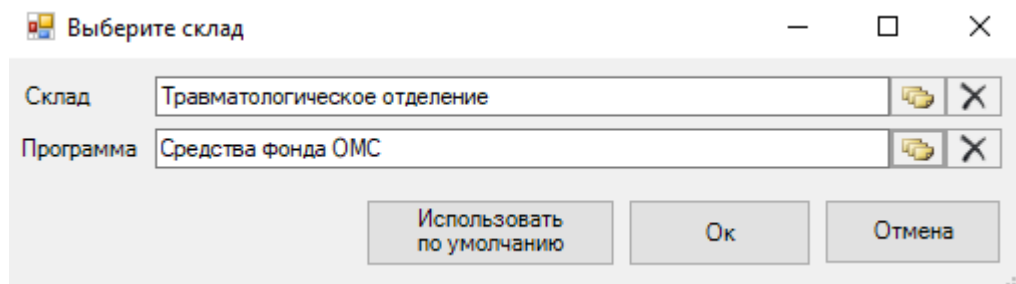 Выберите склад
Склад Травматологическое отделение
Программа Средства фонда ОМС
Использовать
по умолчанию
Ок
Отмена